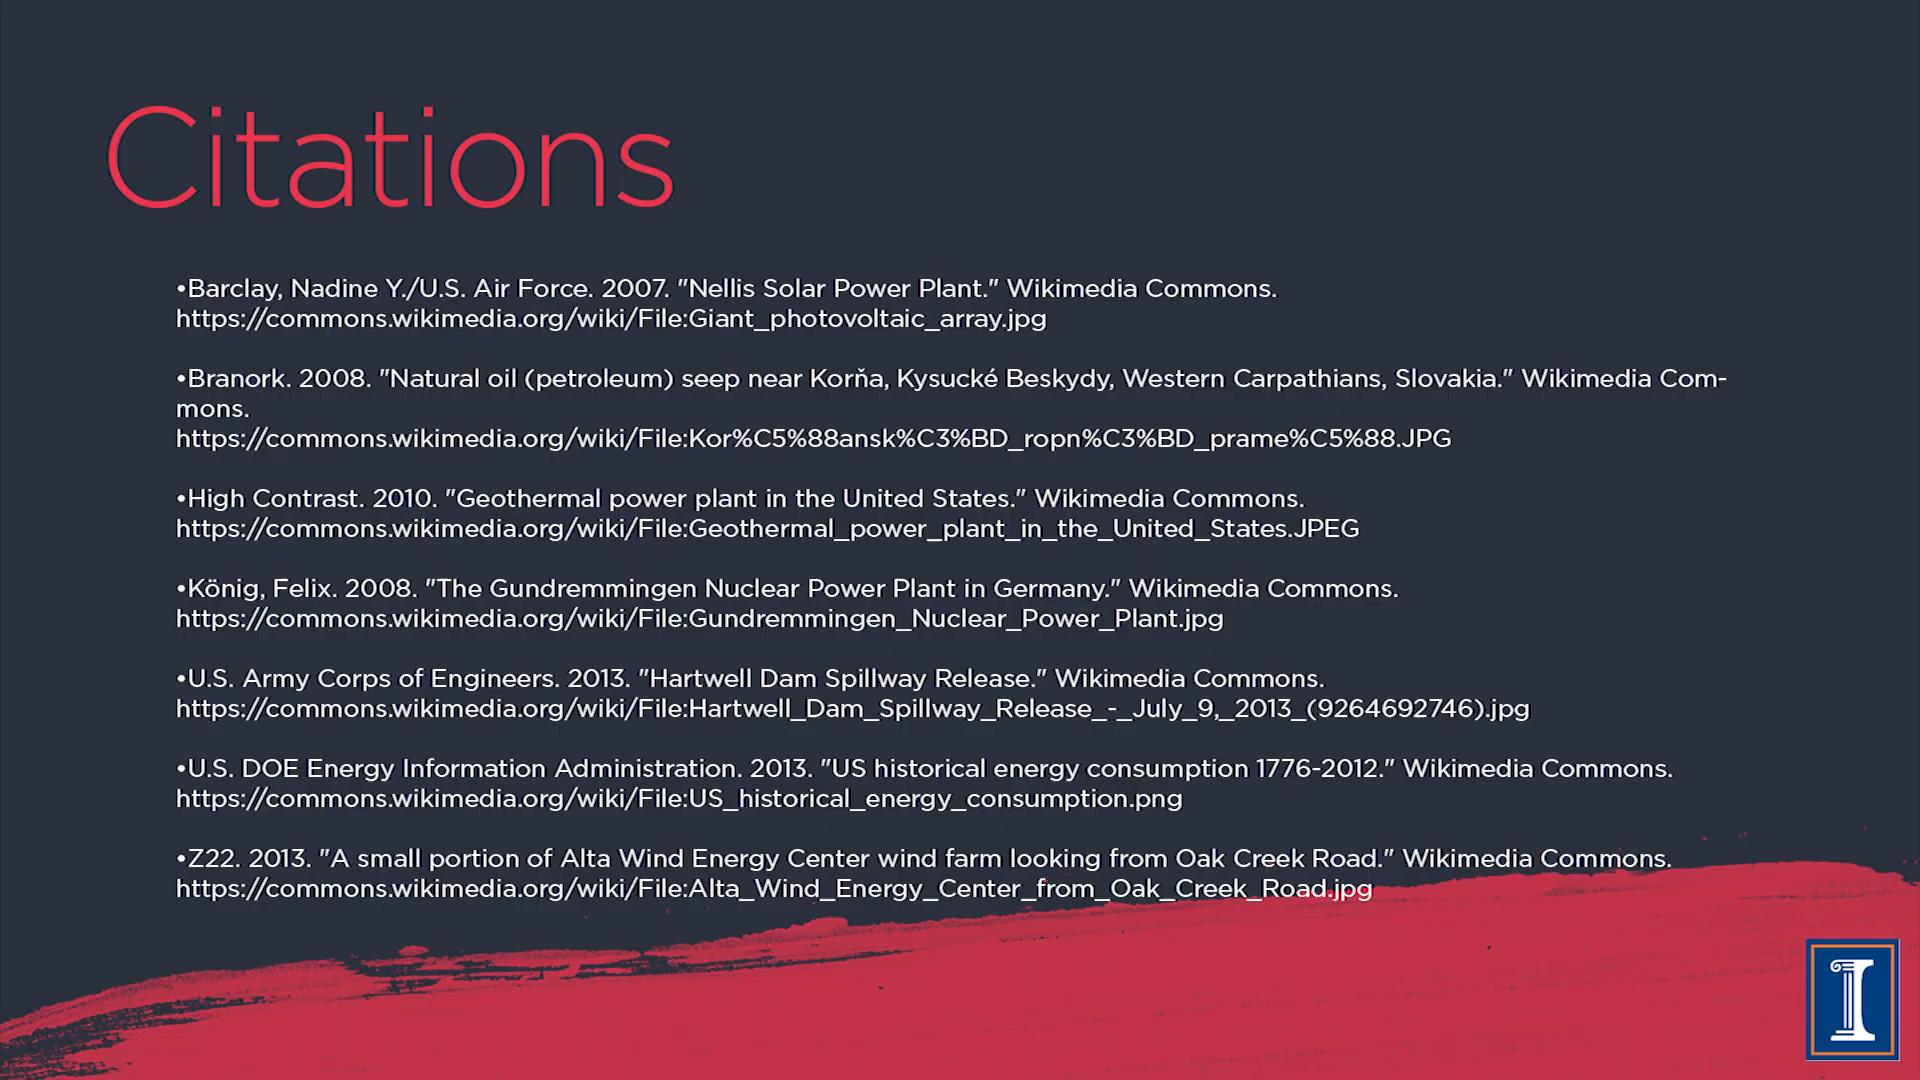 Citations
•Barclay, Nadine Y./U.S. Air Force. 2007. "Nellis Solar Power Plant." Wikimedia Commons.
https://commons.wikimedia.org/wiki/File:Giant_photovoltaic_array.jpg
•Branork. 2008. "Natural oil (petroleum) seep near Korňa, Kysucké Beskydy, Western Carpathians, Slovakia." Wikimedia Com-
mons.
https://commons.wikimedia.org/wiki/File:Kor%C5%88ansk%C3%BD_ropn%C3%BD_prame%C5%88.JPG
•High Contrast. 2010. "Geothermal power plant in the United States." Wikimedia Commons.
https://commons.wikimedia.org/wiki/File:Geothermal_power_plant_in_the_United_States.JPEG
•König, Felix. 2008. "The Gundremmingen Nuclear Power Plant in Germany." Wikimedia Commons.
https://commons.wikimedia.org/wiki/File:Gundremmingen_Nuclear_Power_Plant.jpg
•U.S. Army Corps of Engineers. 2013. "Hartwell Dam Spillway Release." Wikimedia Commons.
https://commons.wikimedia.org/wiki/File:Hartwell_Dam_Spillway_Release_-_July_9,_2013_(9264692746).jpg
•U.S. DOE Energy Information Administration. 2013. "US historical energy consumption 1776-2012." Wikimedia Commons.
https://commons.wikimedia.org/wiki/File:US_historical_energy_consumption.png
•Z22. 2013. "A small portion of Alta Wind Energy Center wind farm looking from Oak Creek Road." Wikimedia Commons.
https://commons.wikimedia.org/wiki/File:Alta_Wind_Energy_Center_from_Oak_Creek_Road.jpg
I